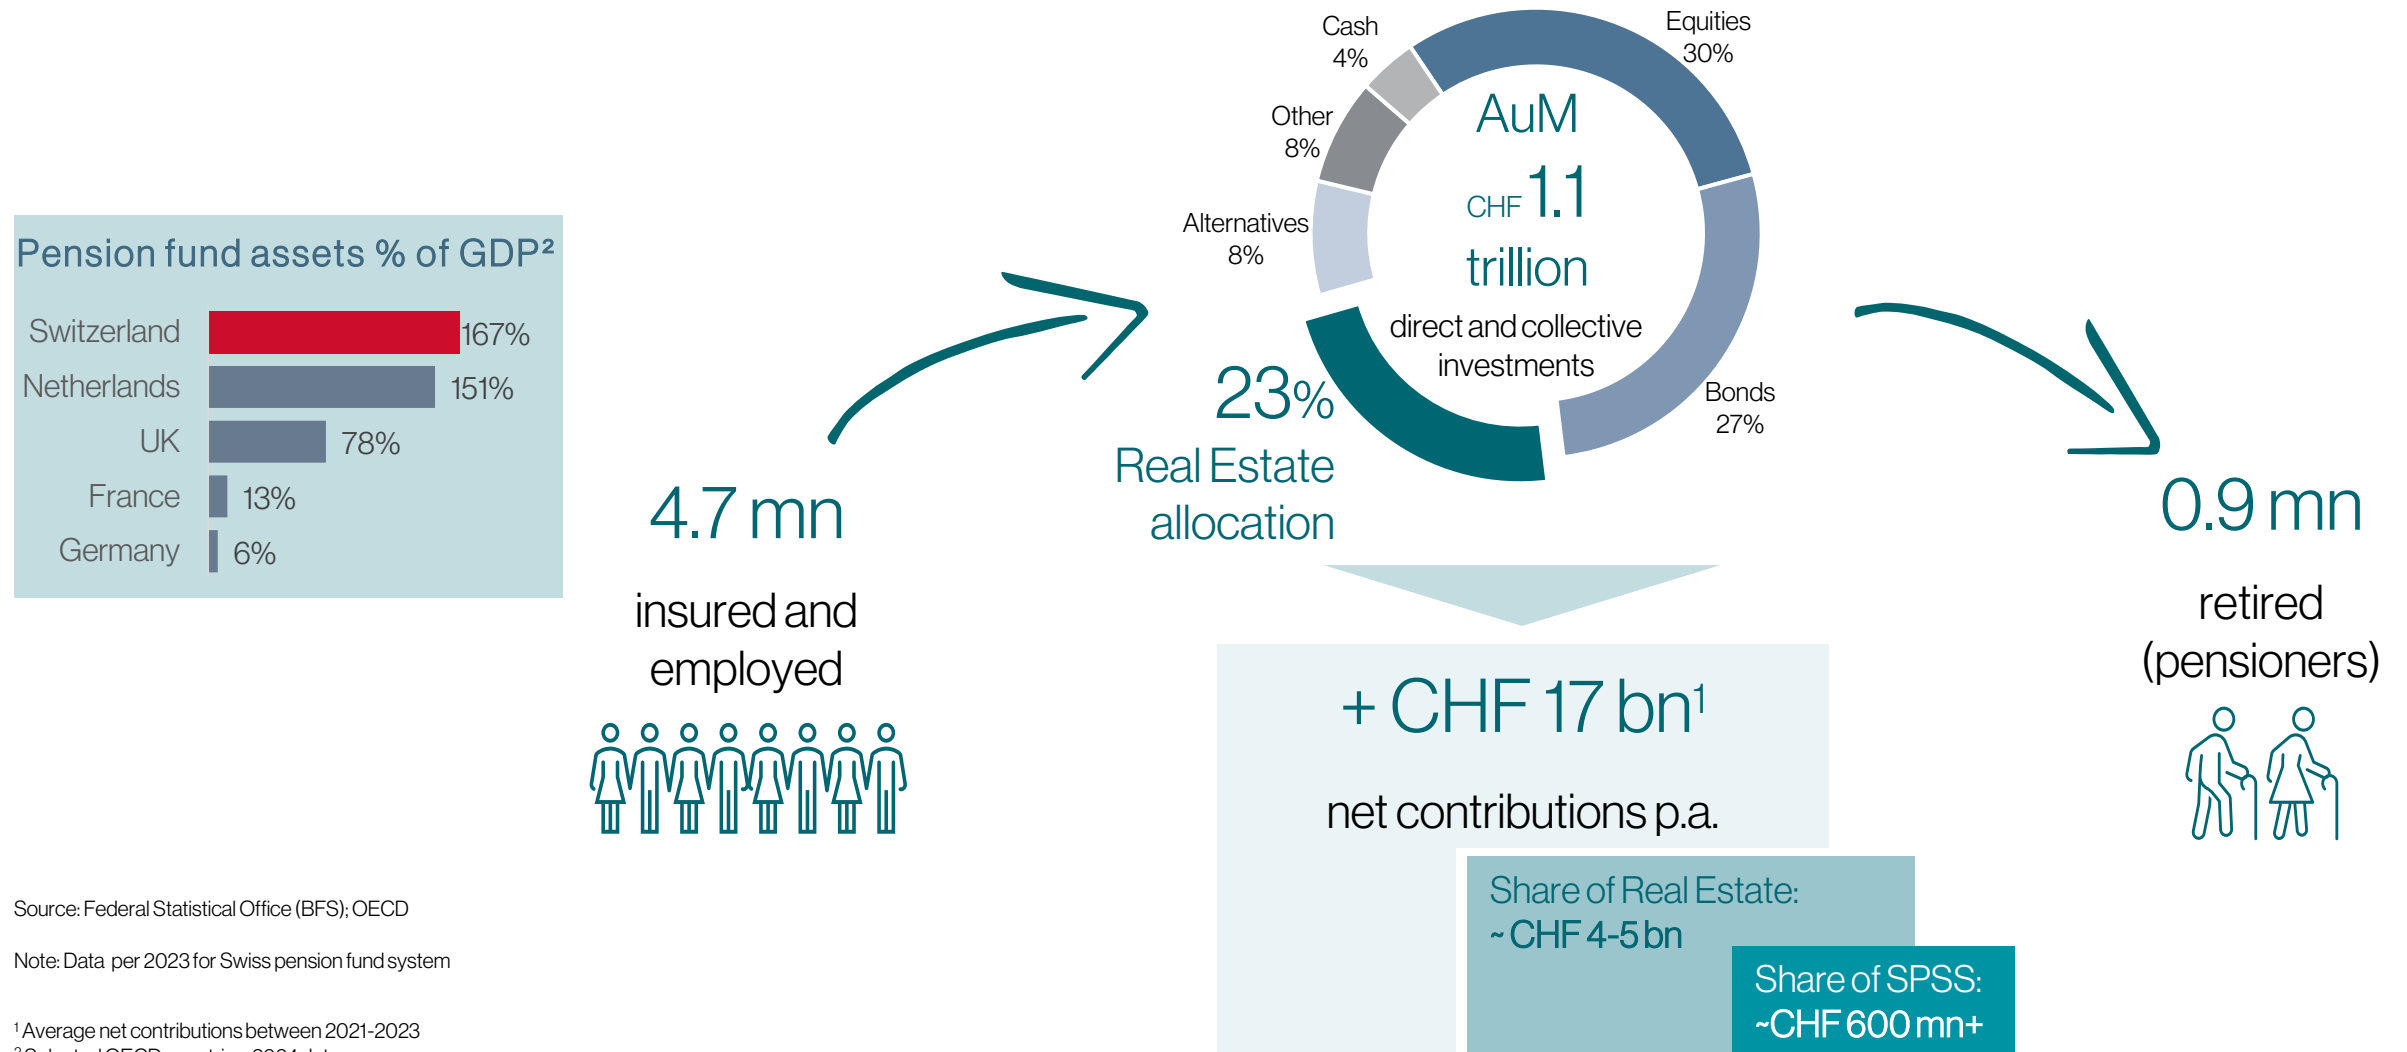 Pension fund assets % of GDP²
Switzerland 167%
Netherlands 151%
UK 78%
France 13%
Germany 6%
4.7 mn
insured and
employed
Cash
4%
Equities
30%
Other
8%
Alternatives
8%
Bonds
27%
AuM
CHF 1.1
trillion
direct and collective
investments
23%
Real Estate
allocation
+ CHF 17 bn¹
net contributions p.a.
Share of Real Estate:
~ CHF 4-5 bn
Share of SPSS:
~CHF 600 mn+
0.9 mn
retired
(pensioners)
Source: Federal Statistical Office (BFS); OECD
Note: Data per 2023 for Swiss pension fund system
¹ Average net contributions between 2021-2023